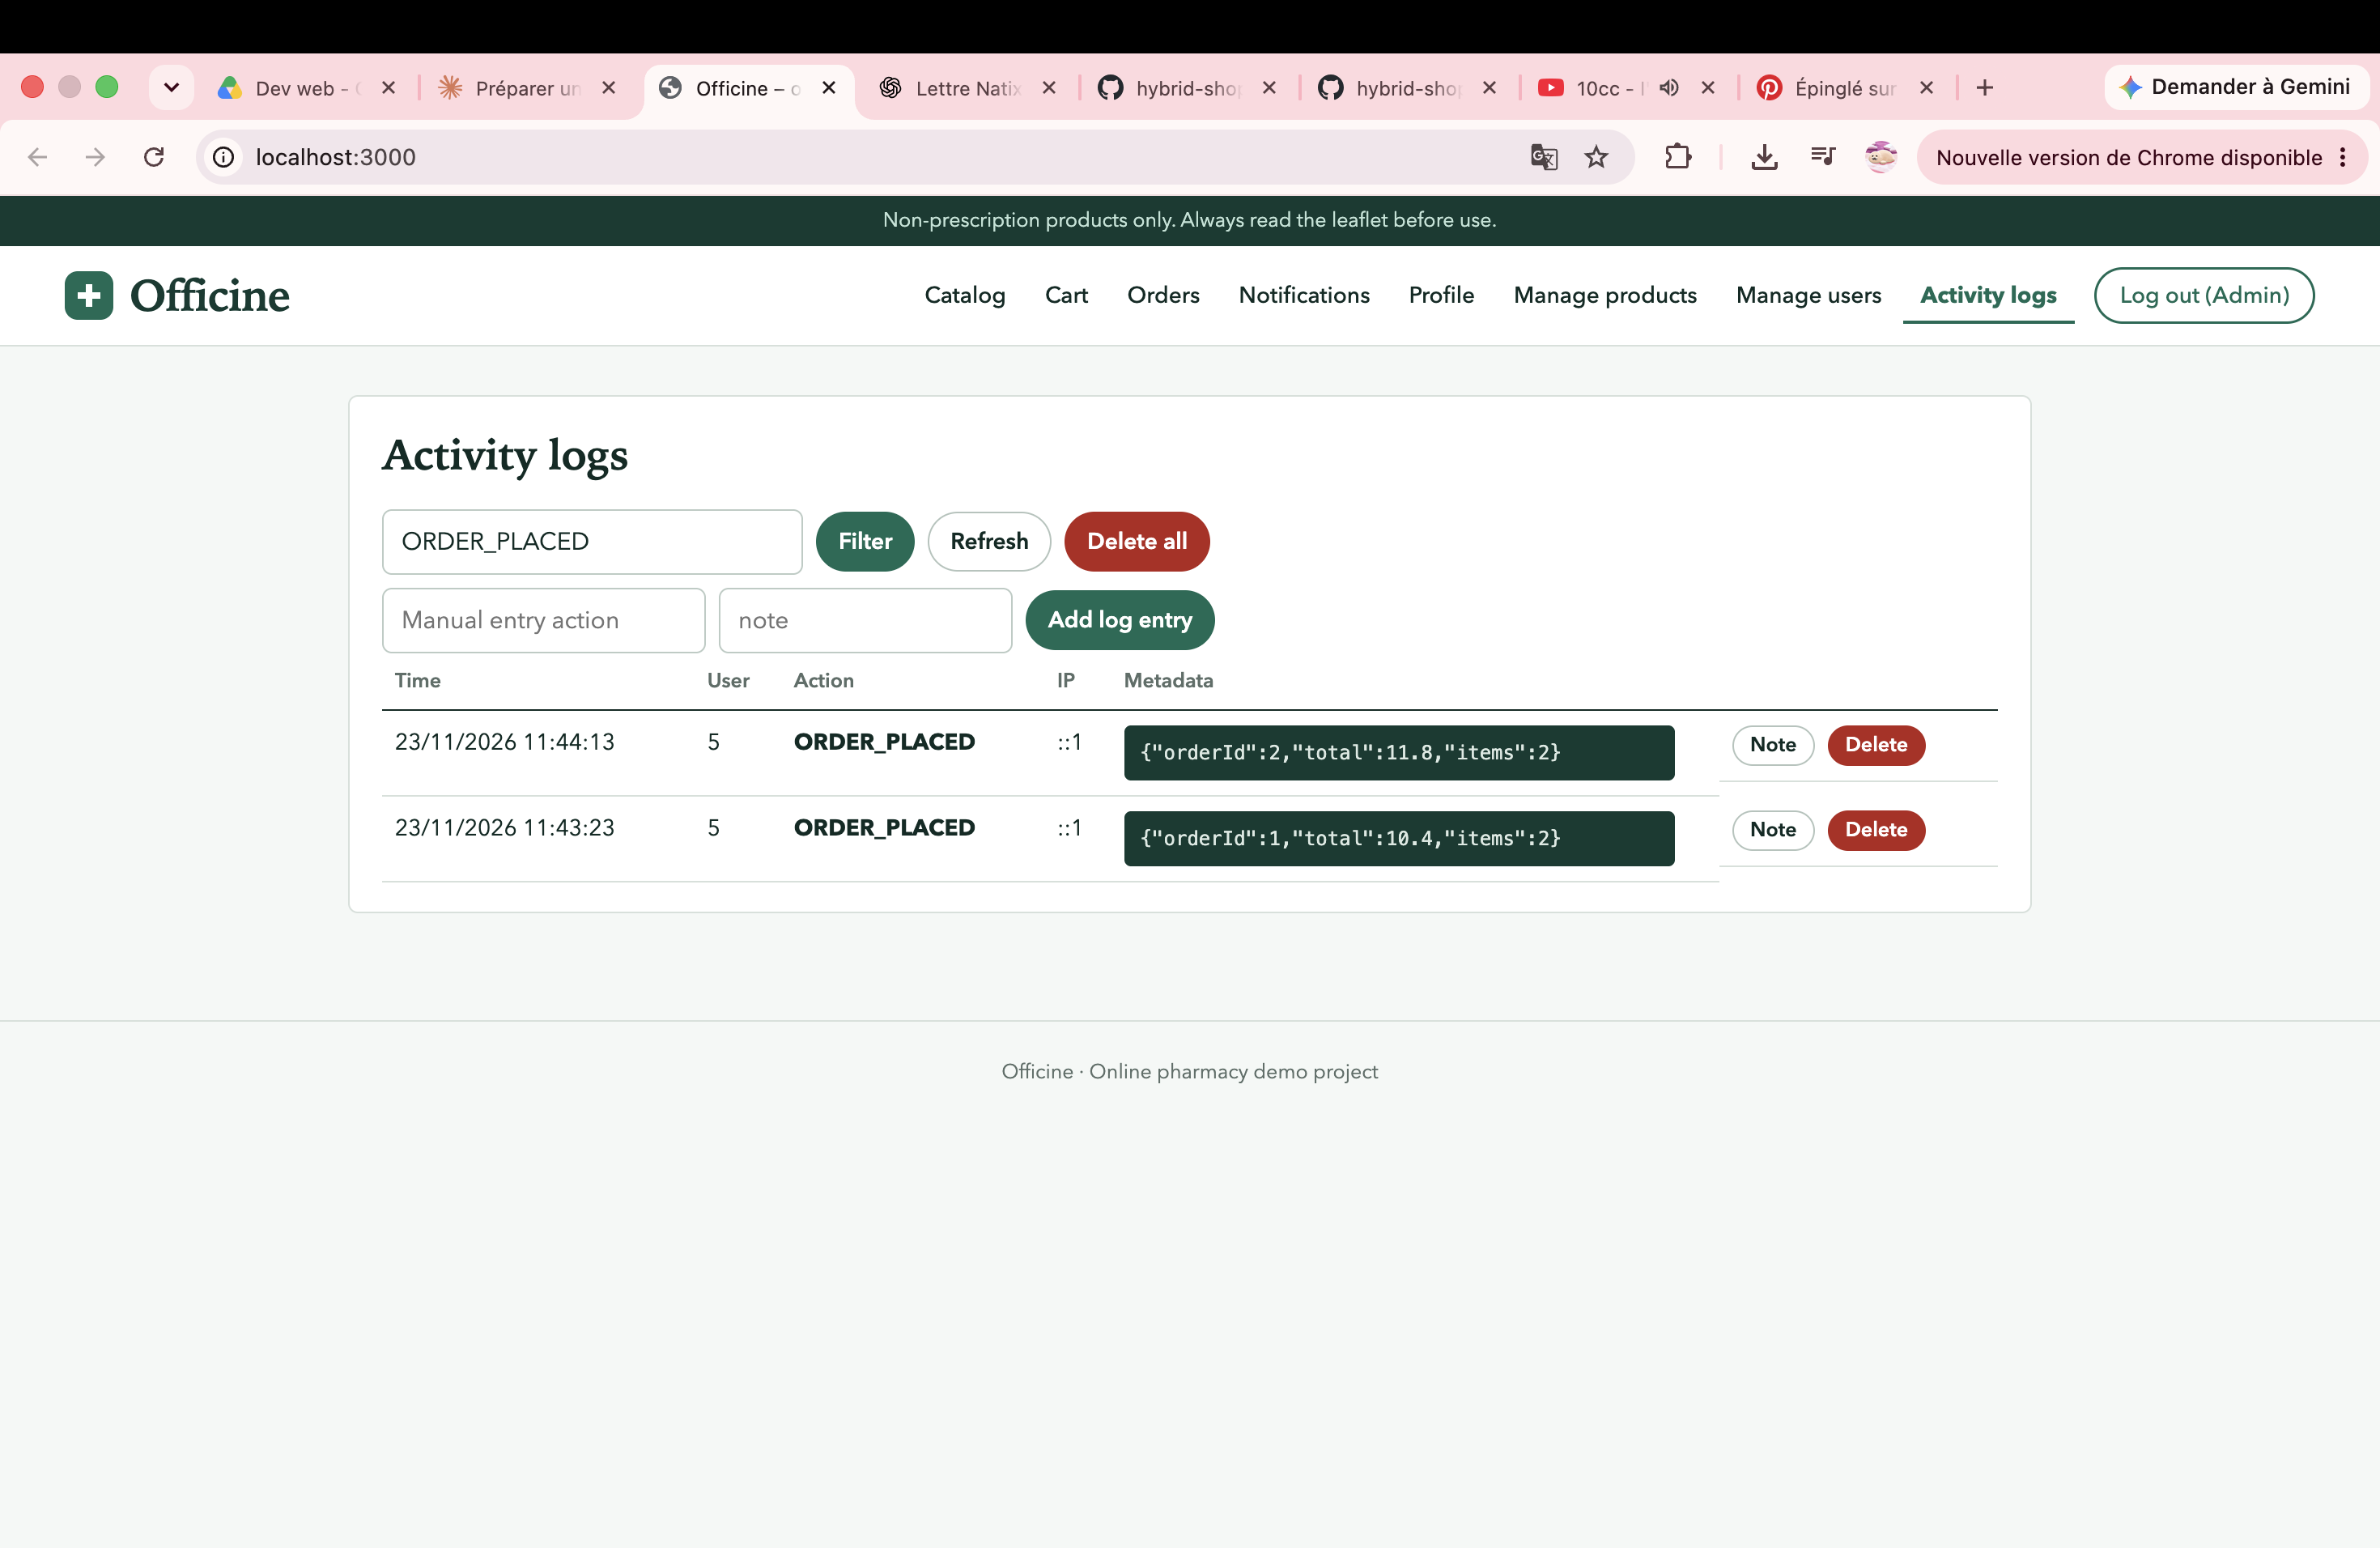 Dev web -
Préparer un
Officine – o
Lettre Natix
hybrid-shop
hybrid-shop
10cc - I'
Épinglé sur
Demander à Gemini
localhost:3000
Nouvelle version de Chrome disponible
Non-prescription products only. Always read the leaflet before use.
Officine
Catalog Cart Orders Notifications Profile Manage products Manage users Activity logs Log out (Admin)
Activity logs
ORDER_PLACED Filter Refresh Delete all
Manual entry action note Add log entry
Time User Action IP Metadata
23/11/2026 11:44:13 5 ORDER_PLACED ::1 {"orderId":2,"total":11.8,"items":2} Note Delete
23/11/2026 11:43:23 5 ORDER_PLACED ::1 {"orderId":1,"total":10.4,"items":2} Note Delete
Officine · Online pharmacy demo project